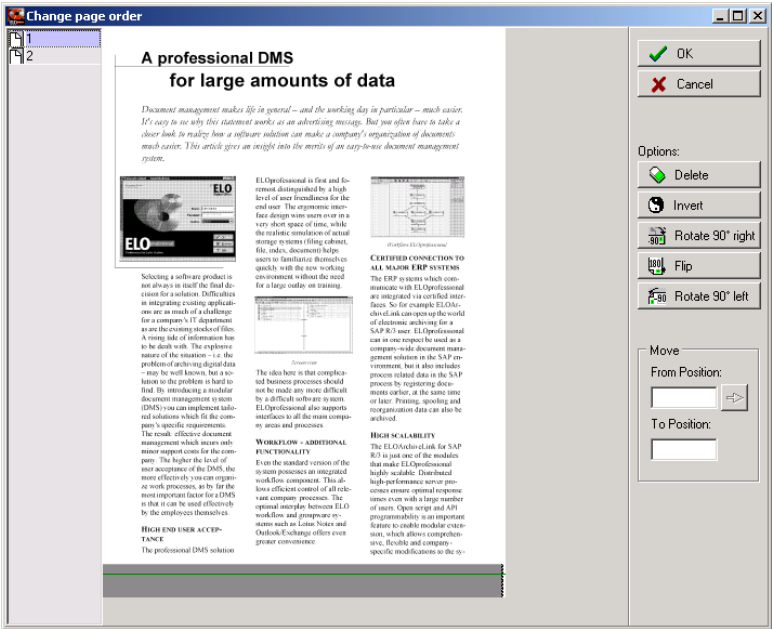 Change page order
1
2
A professional DMS
for large amounts of data
Document management makes life in general – and the working day in particular – much easier.
It's easy to see why this statement works as an advertising message. But you often have to take a
closer look to realize how a software solution can make a company's organization of documents
much easier. This article gives an insight into the merits of an easy-to-use document management
system.
ELO
ELO
Selecting a software product is
not always in itself the final de-
cision for a solution. Difficulties
in integrating existing applicati-
ons are as much of a challenge
for a company's IT department
as are the existing stocks of files.
A rising tide of information has
to be dealt with. The explosive
nature of the situation – i.e. the
problem of archiving digital data
– may be well known, but a so-
lution to the problem is hard to
find. By introducing a modular
document management system
(DMS) you can implement tailo-
red solutions which fit the com-
pany's specific requirements.
The result: effective document
management which incurs only
minor support costs for the com-
pany. The higher the level of
user acceptance of the DMS, the
more effectively you can organi-
ze work processes, as by far the
most important factor for a DMS
is that it can be used effectively
by the employees themselves.
HIGH END USER ACCEP-
TANCE
The professional DMS solution
ELOprofessional is first and fo-
remost distinguished by a high
level of user friendliness for the
end user. The ergonomic inter-
face design wins users over in a
very short space of time, while
the realistic simulation of actual
storage systems (filing cabinet,
file, index, document) helps
users to familiarize themselves
quickly with the new working
environment without the need
for a large outlay on training.
Screen view
The idea here is that complica-
ted business processes should
not be made any more difficult
by a difficult software system.
ELOprofessional also supports
interfaces to all the main compa-
ny areas and processes.
WORKFLOW - ADDITIONAL
FUNCTIONALITY
Even the standard version of the
system possesses an integrated
workflow component. This al-
lows efficient control of all rele-
vant company processes. The
optimal interplay between ELO
workflow and groupware sy-
stems such as Lotus Notes and
Outlook/Exchange offers even
greater convenience.
Workflow ELOprofessional
CERTIFIED CONNECTION TO
ALL MAJOR ERP SYSTEMS
The ERP systems which com-
municate with ELOprofessional
are integrated via certified inter-
faces. So for example ELOAr-
chiveLink can open up the world
of electronic archiving for a
SAP R/3 user. ELOprofessional
can in one respect be used as a
company-wide document mana-
gement solution in the SAP en-
vironment, but it also includes
process related data in the SAP
process by registering docu-
ments earlier, at the same time
or later. Printing, spooling and
reorganisation data can also be
archived.
HIGH SCALABILITY
The ELOArchiveLink for SAP
R/3 is just one of the modules
that make ELOprofessional
highly scalable. Distributed
high-performance server pro-
cesses ensure optimal response
times even with a large number
of users. Open script and API
programmability is an important
feature to enable modular exten-
sion, which allows comprehen-
sive, flexible and company-
specific modifications to the sy-
OK
Cancel
Options:
Delete
Invert
Rotate 90° right
Flip
Rotate 90° left
Move
From Position:
To Position: